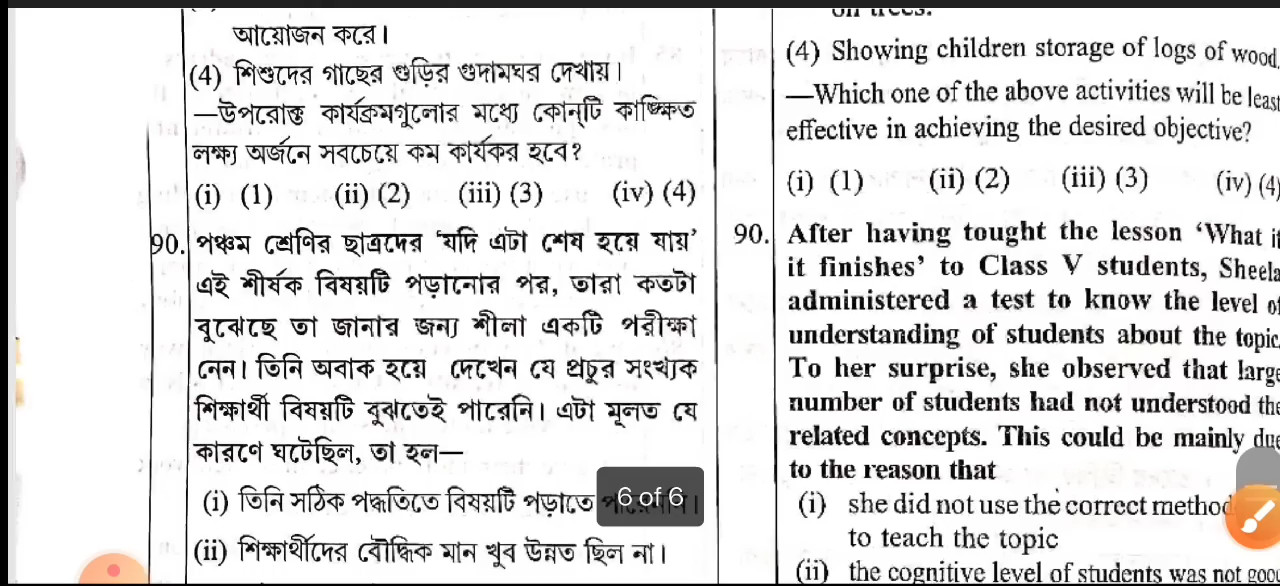 আয়োজন করে।
(4) শিশুদের গাছের গুড়ির গুদামঘর দেখায়।
—উপরোক্ত কার্যক্রমগুলোর মধ্যে কোন্‌টি কাঙ্ক্ষিত
লক্ষ্য অর্জনে সবচেয়ে কম কার্যকর হবে?
(i) (1) (ii) (2) (iii) (3) (iv) (4)
90. পঞ্চম শ্রেণির ছাত্রদের ‘যদি এটা শেষ হয়ে যায়’
এই শীর্ষক বিষয়টি পড়ানোর পর, তারা কতটা
বুঝেছে তা জানার জন্য শীলা একটি পরীক্ষা
নেন। তিনি অবাক হয়ে দেখেন যে প্রচুর সংখ্যক
শিক্ষার্থী বিষয়টি বুঝতেই পারেনি। এটা মূলত যে
কারণে ঘটেছিল, তা হল—
(i) তিনি সঠিক পদ্ধতিতে বিষয়টি পড়াতে
6 of 6
(ii) শিক্ষার্থীদের বৌদ্ধিক মান খুব উন্নত ছিল না।
on trees.
(4) Showing children storage of logs of wood.
—Which one of the above activities will be least
effective in achieving the desired objective?
(i) (1) (ii) (2) (iii) (3) (iv) (4)
90. After having tought the lesson ‘What if
it finishes’ to Class V students, Sheela
administered a test to know the level of
understanding of students about the topic.
To her surprise, she observed that large
number of students had not understood the
related concepts. This could be mainly due
to the reason that
(i) she did not use the correct method
to teach the topic
(ii) the cognitive level of students was not good